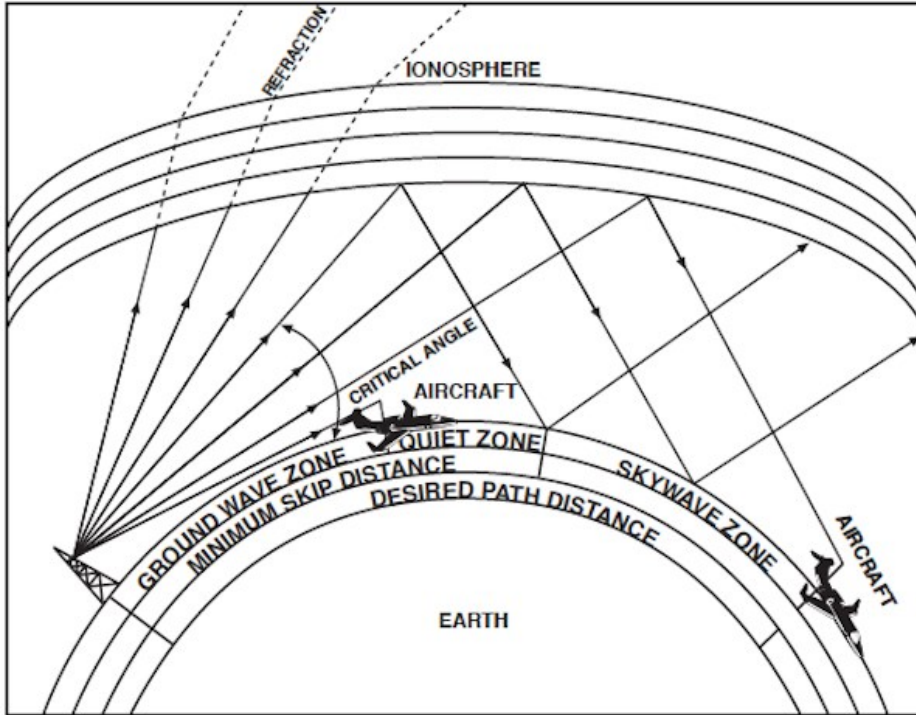 REFRACTION
IONOSPHERE
CRITICAL ANGLE
AIRCRAFT
QUIET ZONE
GROUND WAVE ZONE
MINIMUM SKIP DISTANCE
DESIRED PATH DISTANCE
SKYWAVE ZONE
AIRCRAFT
EARTH